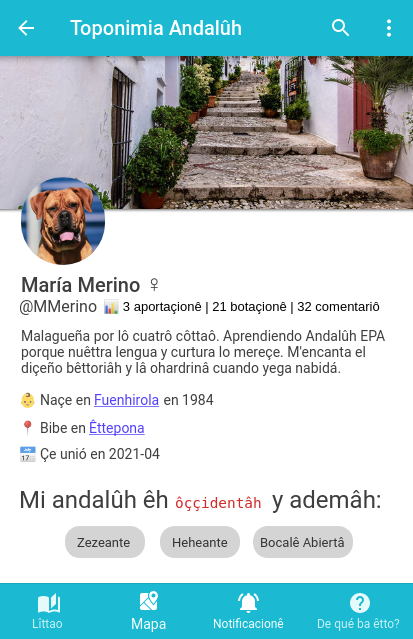 Toponimia Andalûh
María Merino ♀
@MMerino 📊 3 aportaçionê | 21 botaçionê | 32 comentariô
Malagueña por lô cuatrô côttaô. Aprendiendo Andalûh EPA
porque nuêttra lengua y curtura lo mereçe. M'encanta el
diçeño bêttoriâh y lâ ohardrinâ cuando yega nabidá.
👶 Naçe en Fuenhirola en 1984
📍 Bibe en Êttepona
📅 Çe unió en 2021-04
Mi andalûh êh ôççidentâh y ademâh:
Zezeante Heheante Bocalê Abiertâ
Lîttao Mapa Notificacionê De qué ba êtto?